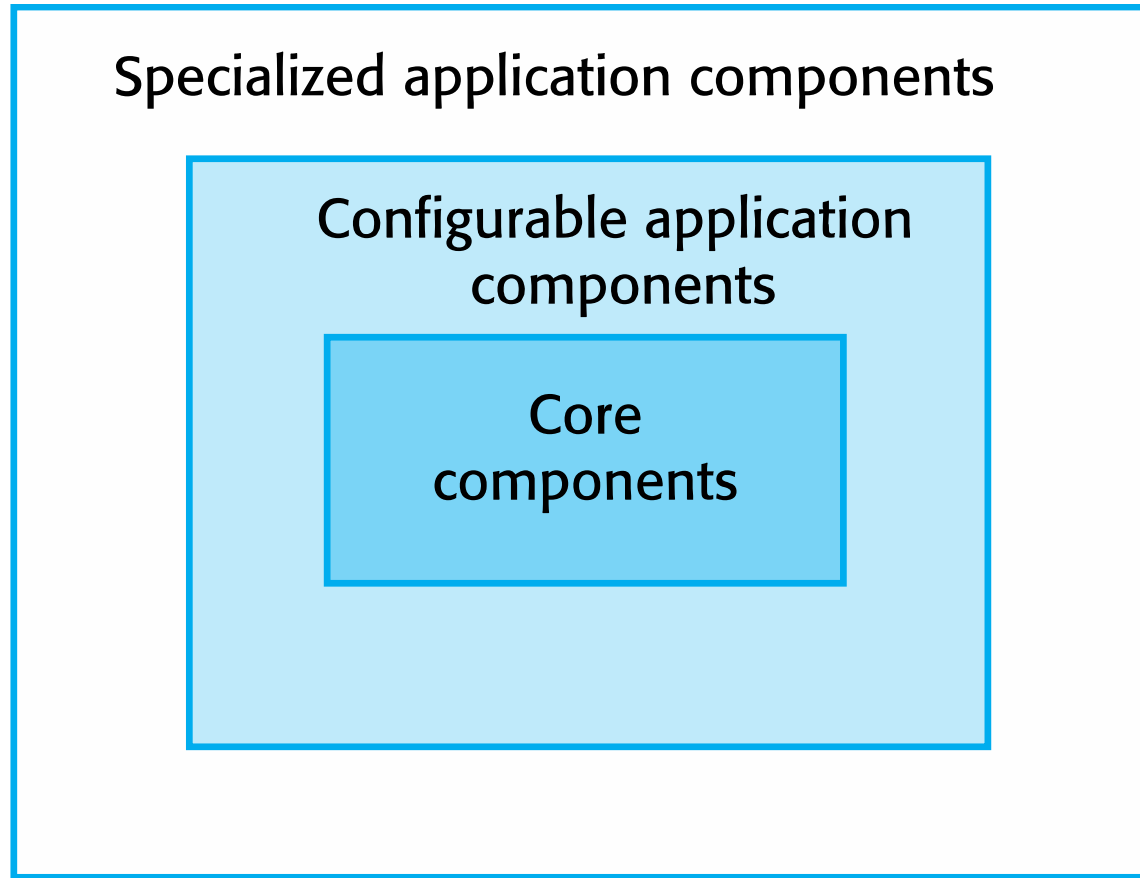 Specialized application components
Configurable application
components
Core
components